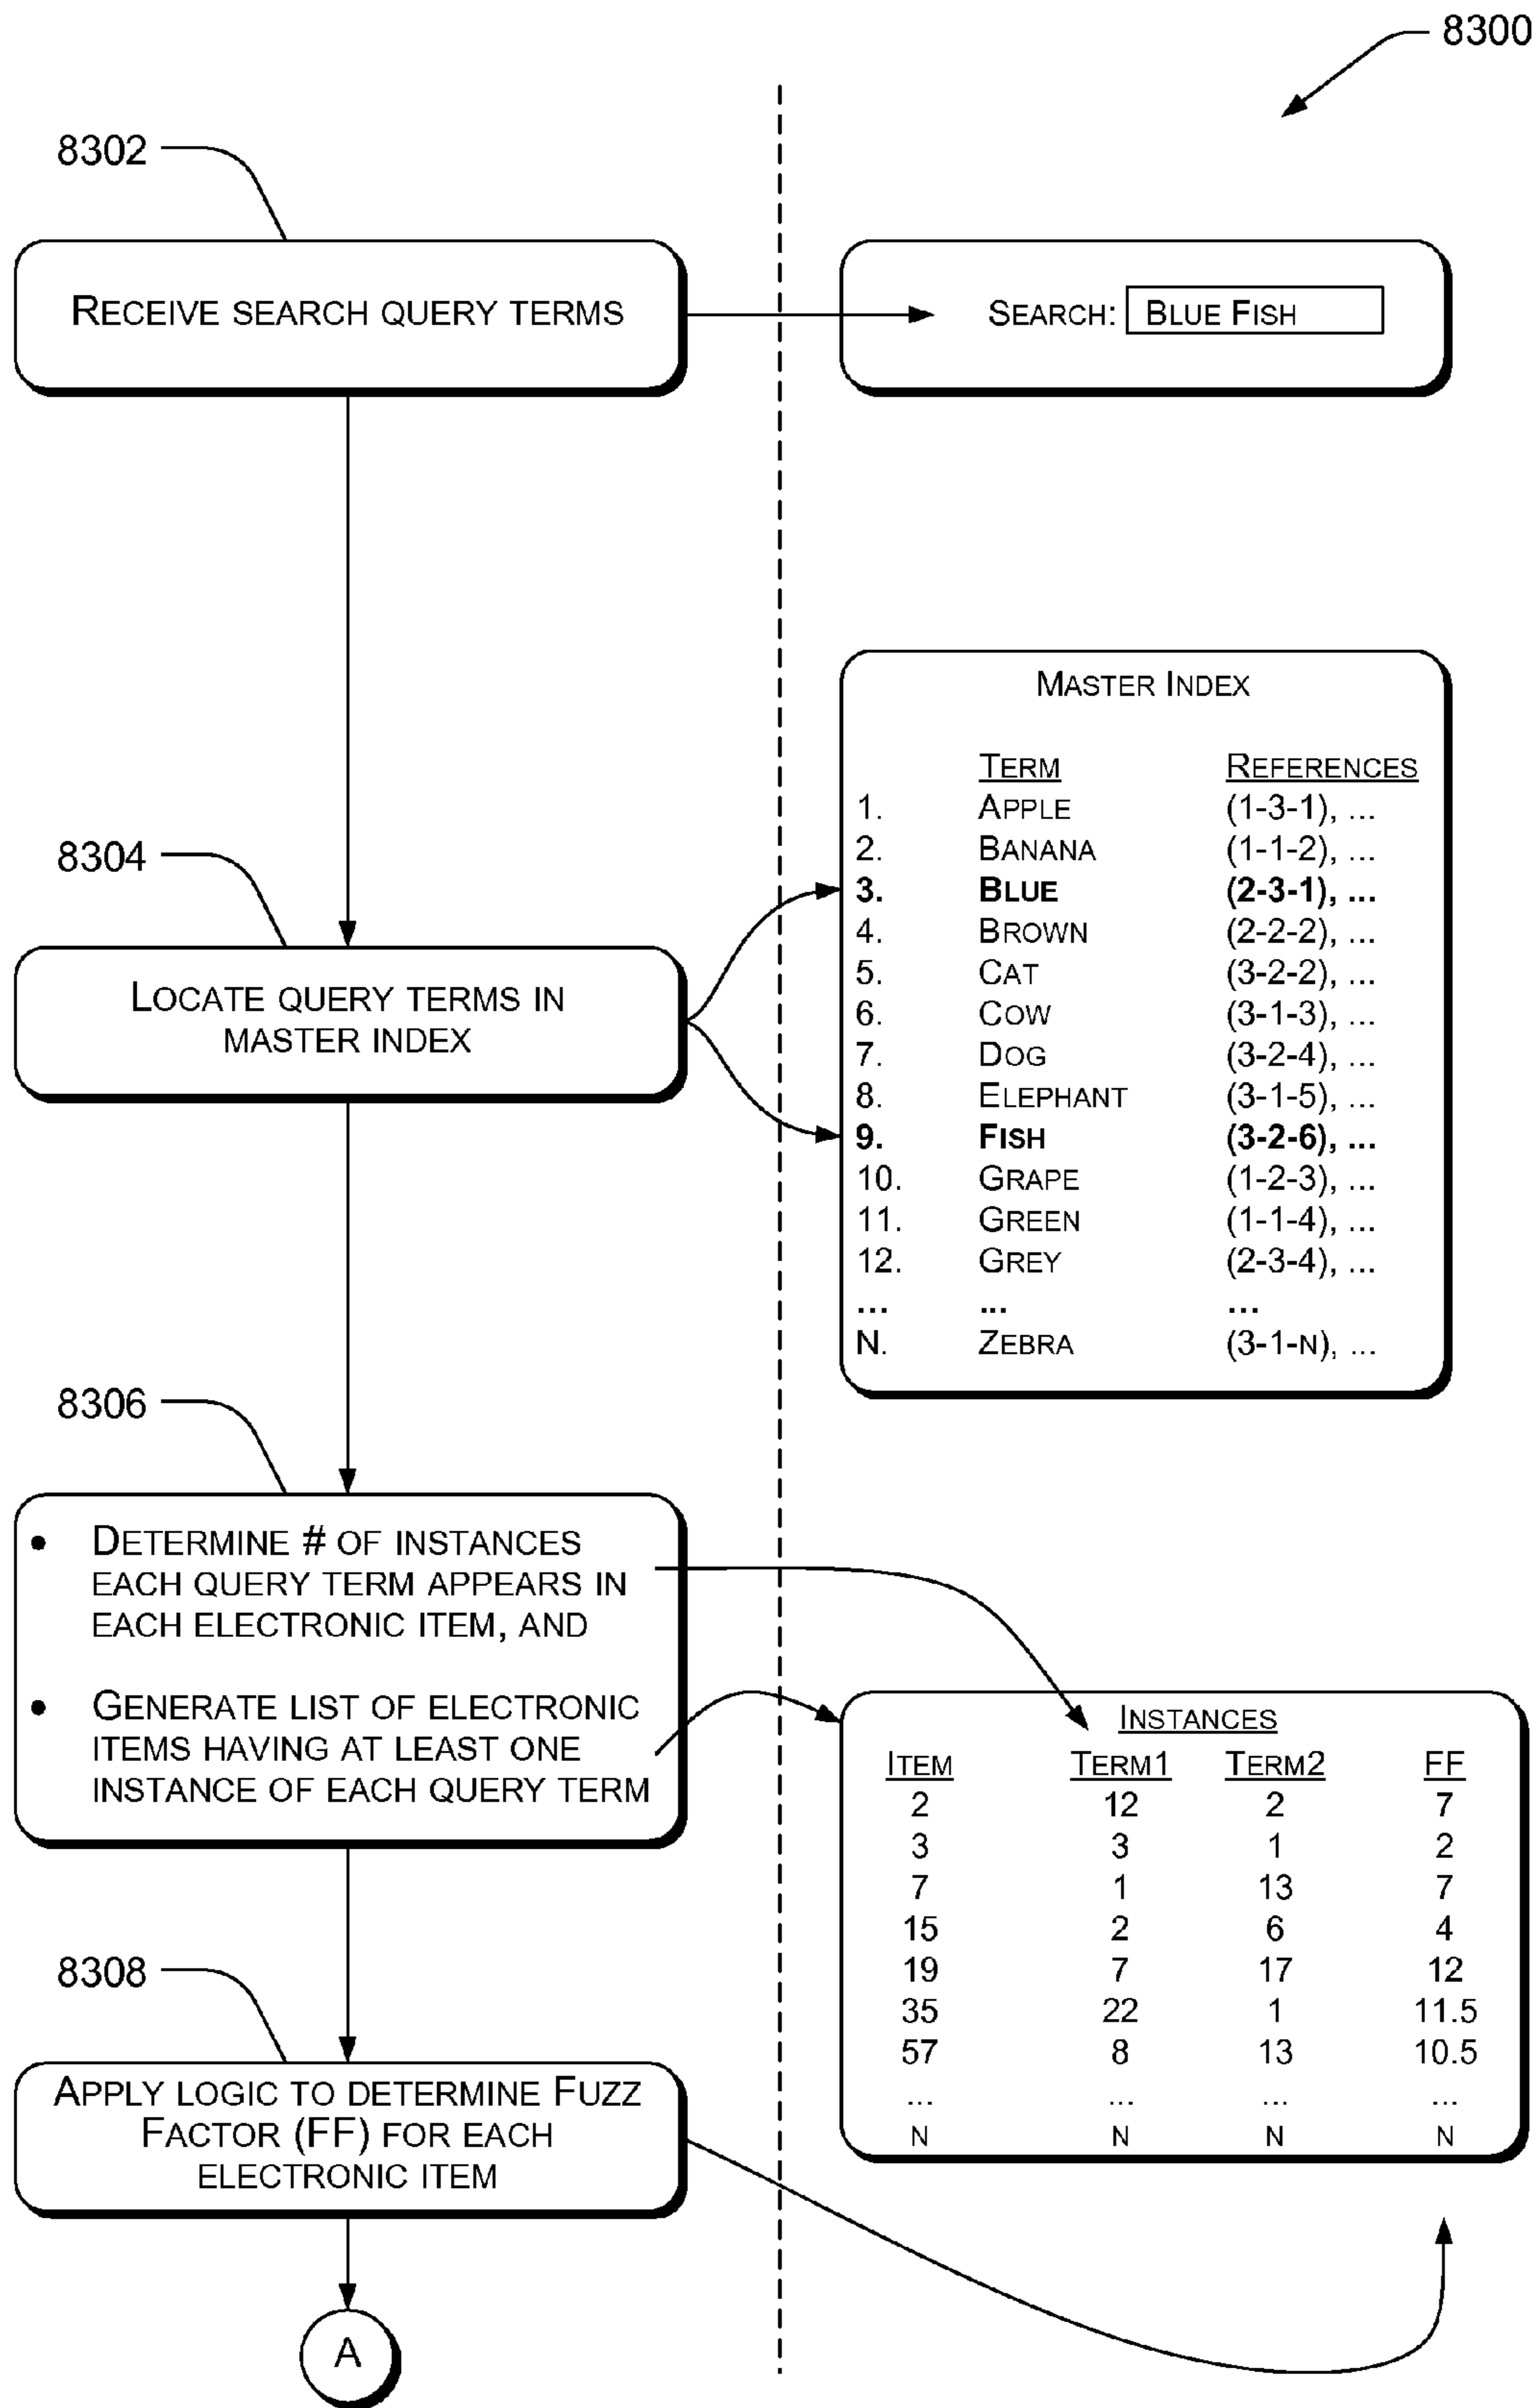 8300
8302
RECEIVE SEARCH QUERY TERMS
SEARCH: BLUE FISH
8304
LOCATE QUERY TERMS IN
MASTER INDEX
MASTER INDEX
TERM REFERENCES
1. APPLE (1-3-1), ...
2. BANANA (1-1-2), ...
3. BLUE (2-3-1), ...
4. BROWN (2-2-2), ...
5. CAT (3-2-2), ...
6. COW (3-1-3), ...
7. DOG (3-2-4), ...
8. ELEPHANT (3-1-5), ...
9. FISH (3-2-6), ...
10. GRAPE (1-2-3), ...
11. GREEN (1-1-4), ...
12. GREY (2-3-4), ...
... ... ...
N. ZEBRA (3-1-N), ...
8306
• DETERMINE # OF INSTANCES
EACH QUERY TERM APPEARS IN
EACH ELECTRONIC ITEM, AND
• GENERATE LIST OF ELECTRONIC
ITEMS HAVING AT LEAST ONE
INSTANCE OF EACH QUERY TERM
INSTANCES
ITEM TERM1 TERM2 FF
2 12 2 7
3 3 1 2
7 1 13 7
15 2 6 4
19 7 17 12
35 22 1 11.5
57 8 13 10.5
... ... ... ...
N N N N
8308
APPLY LOGIC TO DETERMINE FUZZ
FACTOR (FF) FOR EACH
ELECTRONIC ITEM
A